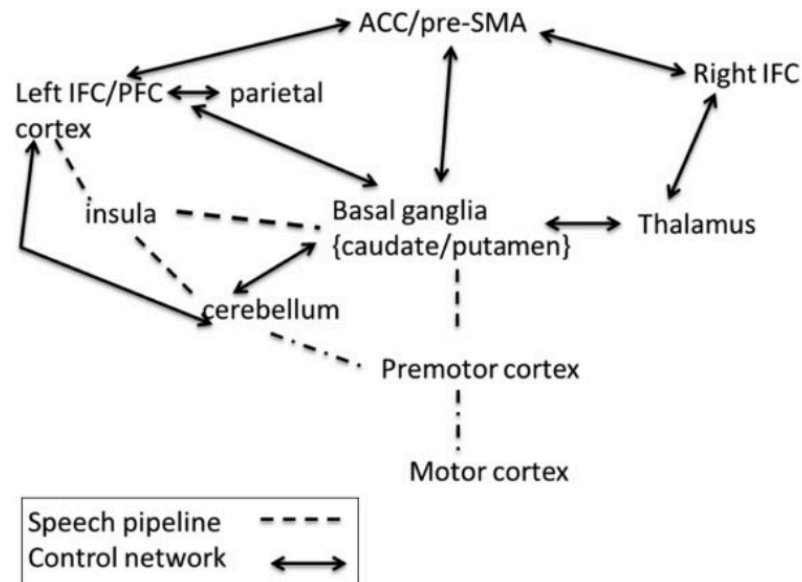 ACC/pre-SMA
Right IFC
Left IFC/PFC
parietal
cortex
insula
Basal ganglia
{caudate/putamen}
Thalamus
cerebellum
Premotor cortex
Motor cortex
Speech pipeline
Control network